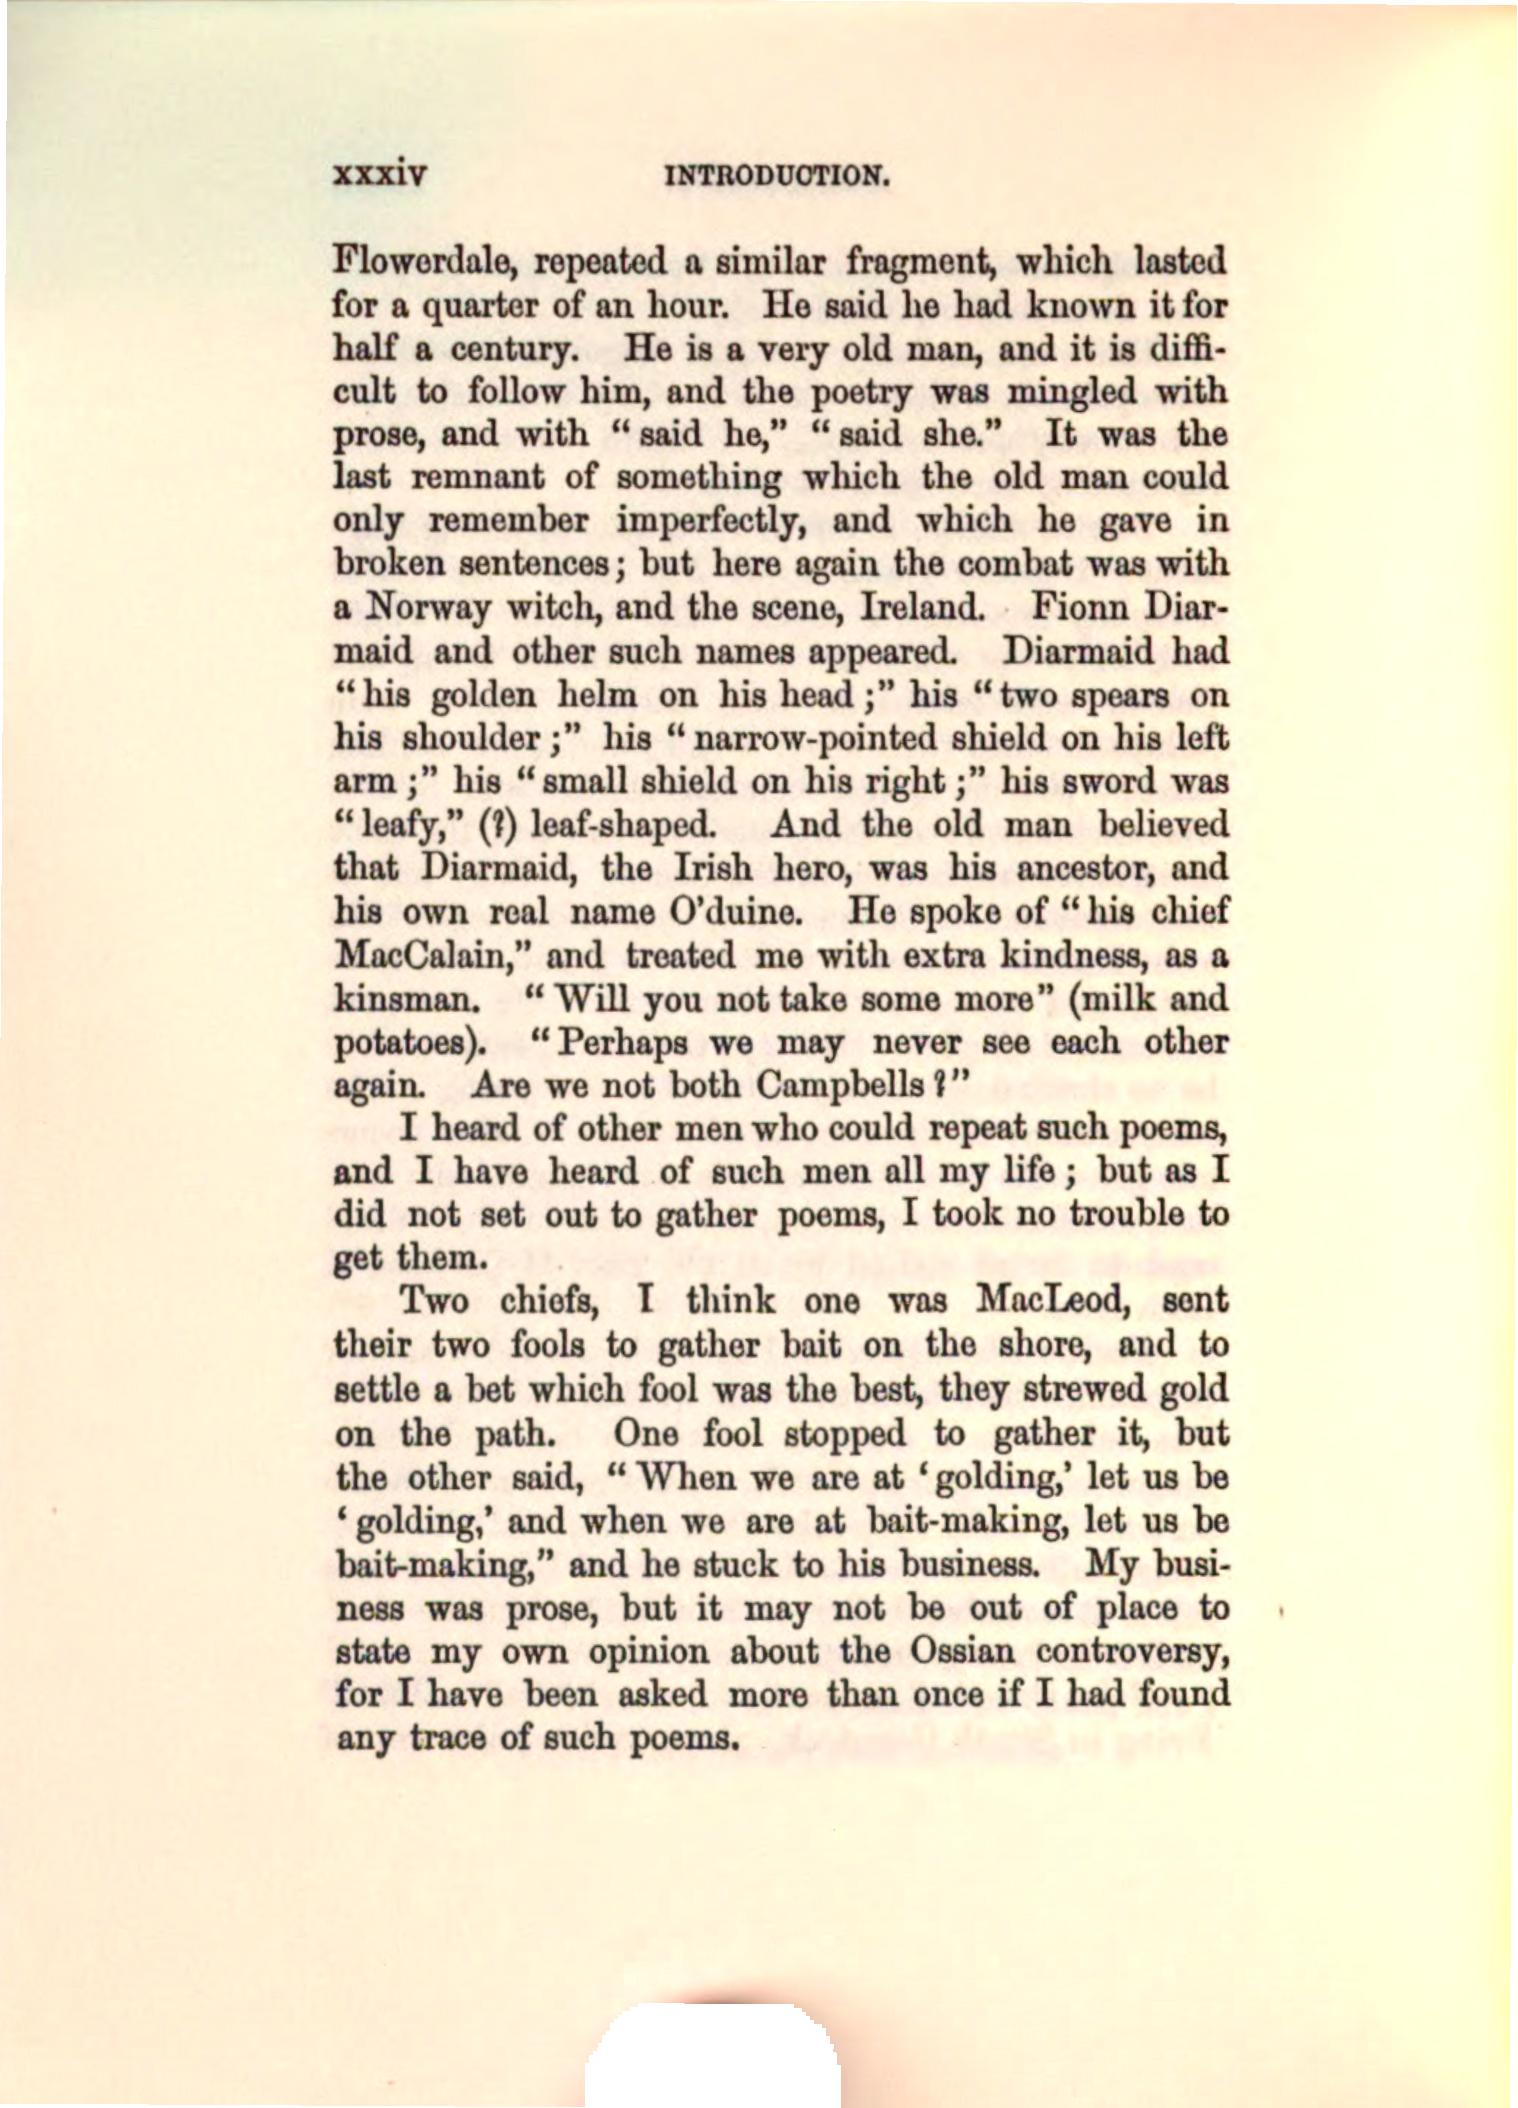 xxxiv INTRODUCTION.
Flowerdale, repeated a similar fragment, which lasted
for a quarter of an hour. He said he had known it for
half a century. He is a very old man, and it is diffi-
cult to follow him, and the poetry was mingled with
prose, and with “said he,” “said she.” It was the
last remnant of something which the old man could
only remember imperfectly, and which he gave in
broken sentences; but here again the combat was with
a Norway witch, and the scene, Ireland. Fionn Diar-
maid and other such names appeared. Diarmaid had
“his golden helm on his head;” his “two spears on
his shoulder;” his “narrow-pointed shield on his left
arm;” his “small shield on his right;” his sword was
“leafy,” (?) leaf-shaped. And the old man believed
that Diarmaid, the Irish hero, was his ancestor, and
his own real name O'duine. He spoke of “his chief
MacCalain,” and treated me with extra kindness, as a
kinsman. “Will you not take some more” (milk and
potatoes). “Perhaps we may never see each other
again. Are we not both Campbells?”
I heard of other men who could repeat such poems,
and I have heard of such men all my life; but as I
did not set out to gather poems, I took no trouble to
get them.
Two chiefs, I think one was MacLeod, sent
their two fools to gather bait on the shore, and to
settle a bet which fool was the best, they strewed gold
on the path. One fool stopped to gather it, but
the other said, “When we are at ‘golding,’ let us be
‘golding,’ and when we are at bait-making, let us be
bait-making,” and he stuck to his business. My busi-
ness was prose, but it may not be out of place to
state my own opinion about the Ossian controversy,
for I have been asked more than once if I had found
any trace of such poems.